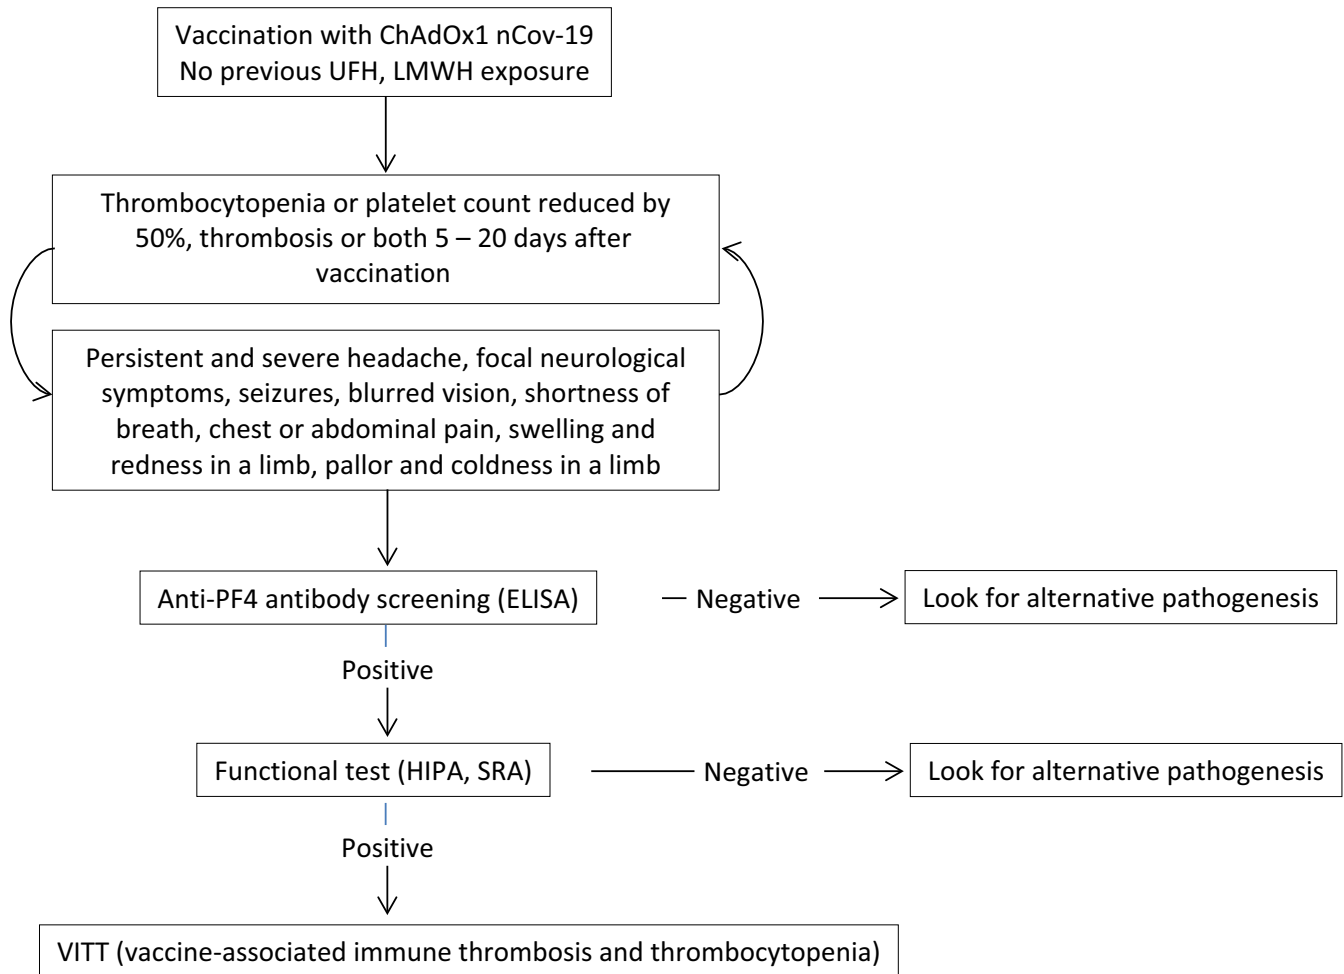 Vaccination with ChAdOx1 nCov-19
No previous UFH, LMWH exposure
Thrombocytopenia or platelet count reduced by
50%, thrombosis or both 5 – 20 days after
vaccination
Persistent and severe headache, focal neurological
symptoms, seizures, blurred vision, shortness of
breath, chest or abdominal pain, swelling and
redness in a limb, pallor and coldness in a limb
Anti-PF4 antibody screening (ELISA)
Negative
Look for alternative pathogenesis
Positive
Functional test (HIPA, SRA)
Negative
Look for alternative pathogenesis
Positive
VITT (vaccine-associated immune thrombosis and thrombocytopenia)